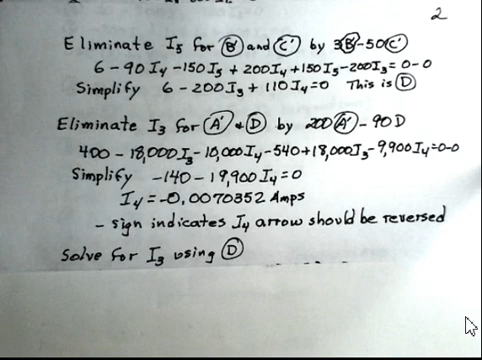 2
Eliminate I₅ for B' and C' by 3B'-50C'
6 - 90I₄ - 150I₅ + 200I₄ + 150I₅ - 200I₃ = 0 - 0
Simplify 6 - 200I₃ + 110I₄ = 0 This is D
Eliminate I₃ for A' & D by 200A' - 90D
400 - 18,000I₃ - 10,000I₄ - 540 + 18,000I₃ - 9,900I₄ = 0-0
Simplify -140 - 19,900I₄ = 0
I₄ = -0.0070352 Amps
- sign indicates I₄ arrow should be reversed
Solve for I₃ using D